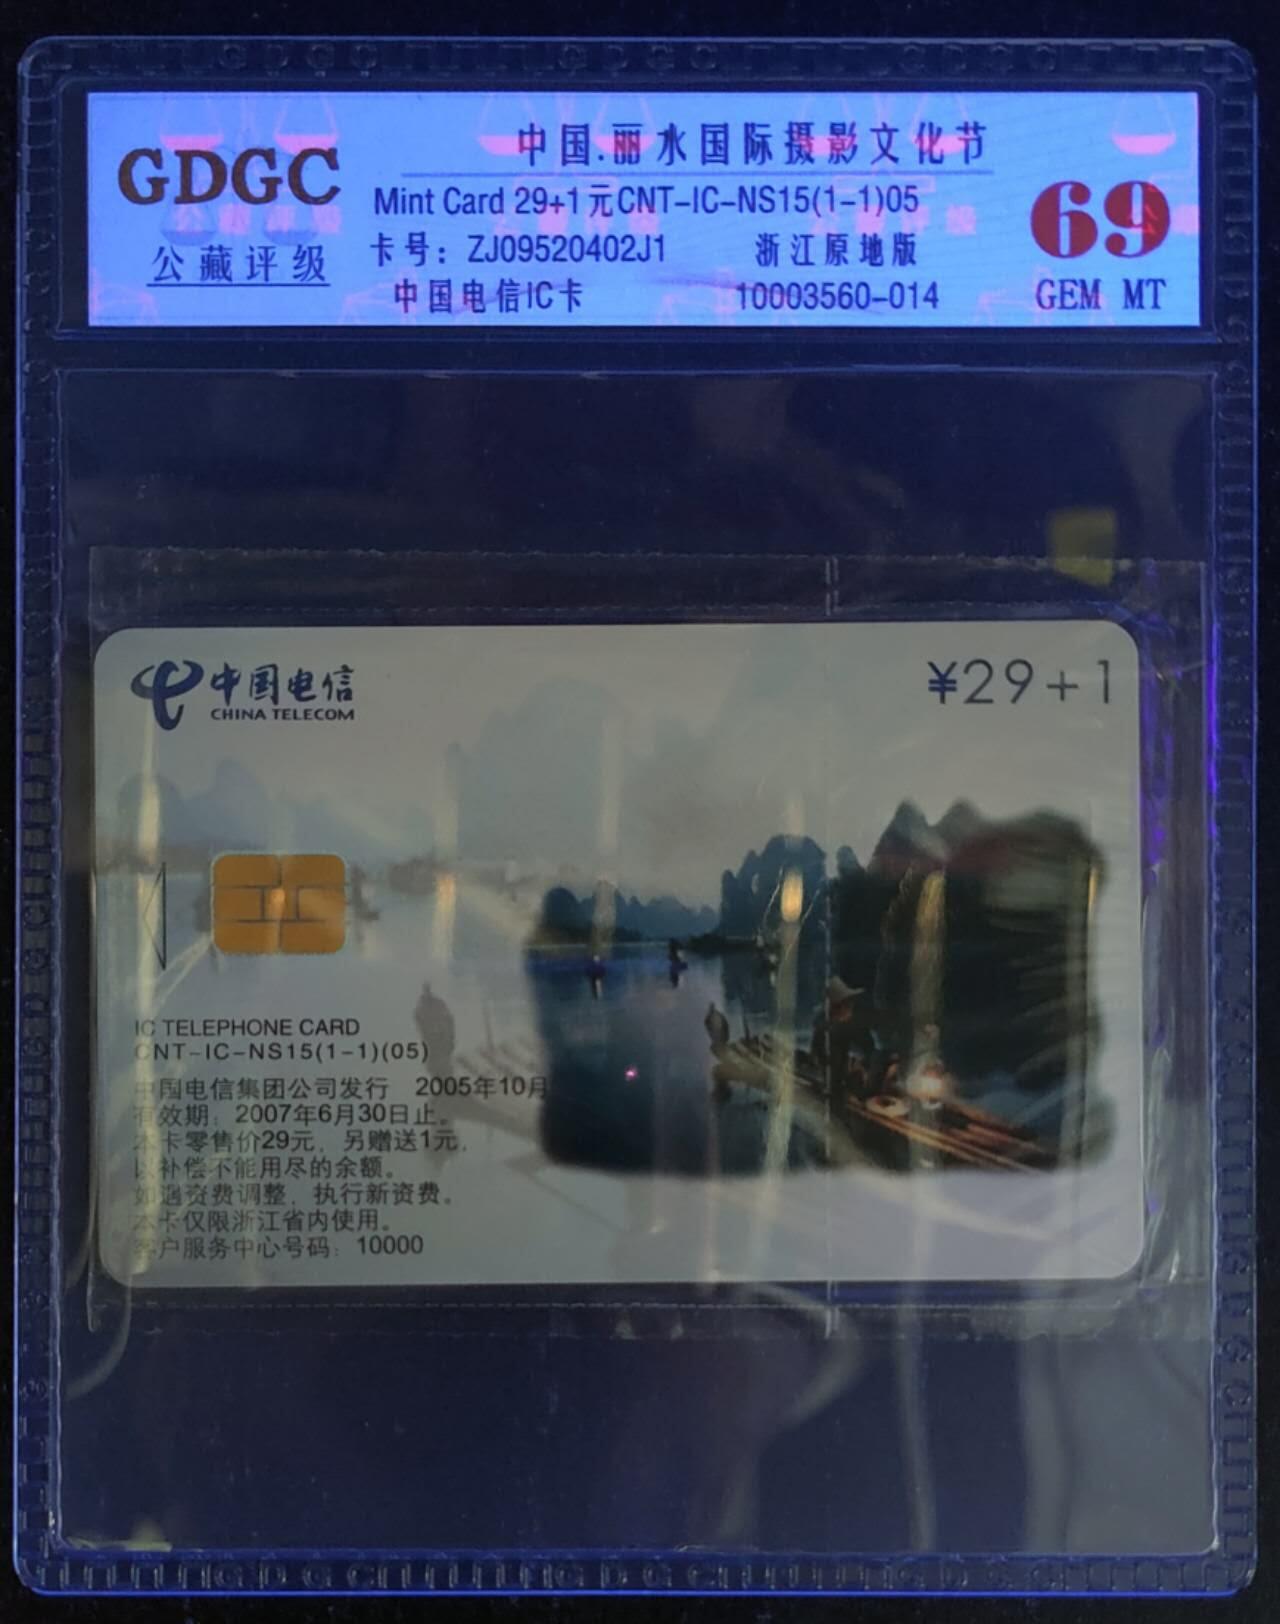 GDGC
公藏评级
中国.丽水国际摄影文化节
Mint Card 29+1元CNT-IC-NS15(1-1)05
卡号：ZJ09520402J1 浙江原地版
中国电信IC卡 10003560-014
69
GEM MT
中国电信
CHINA TELECOM
¥29+1
IC TELEPHONE CARD
CNT-IC-NS15(1-1)(05)
中国电信集团公司发行 2005年10月
有效期：2007年6月30日止。
本卡零售价29元，另赠送1元，
以补偿不能用尽的余额。
如遇资费调整，执行新资费。
本卡仅限浙江省内使用。
客户服务中心号码：10000